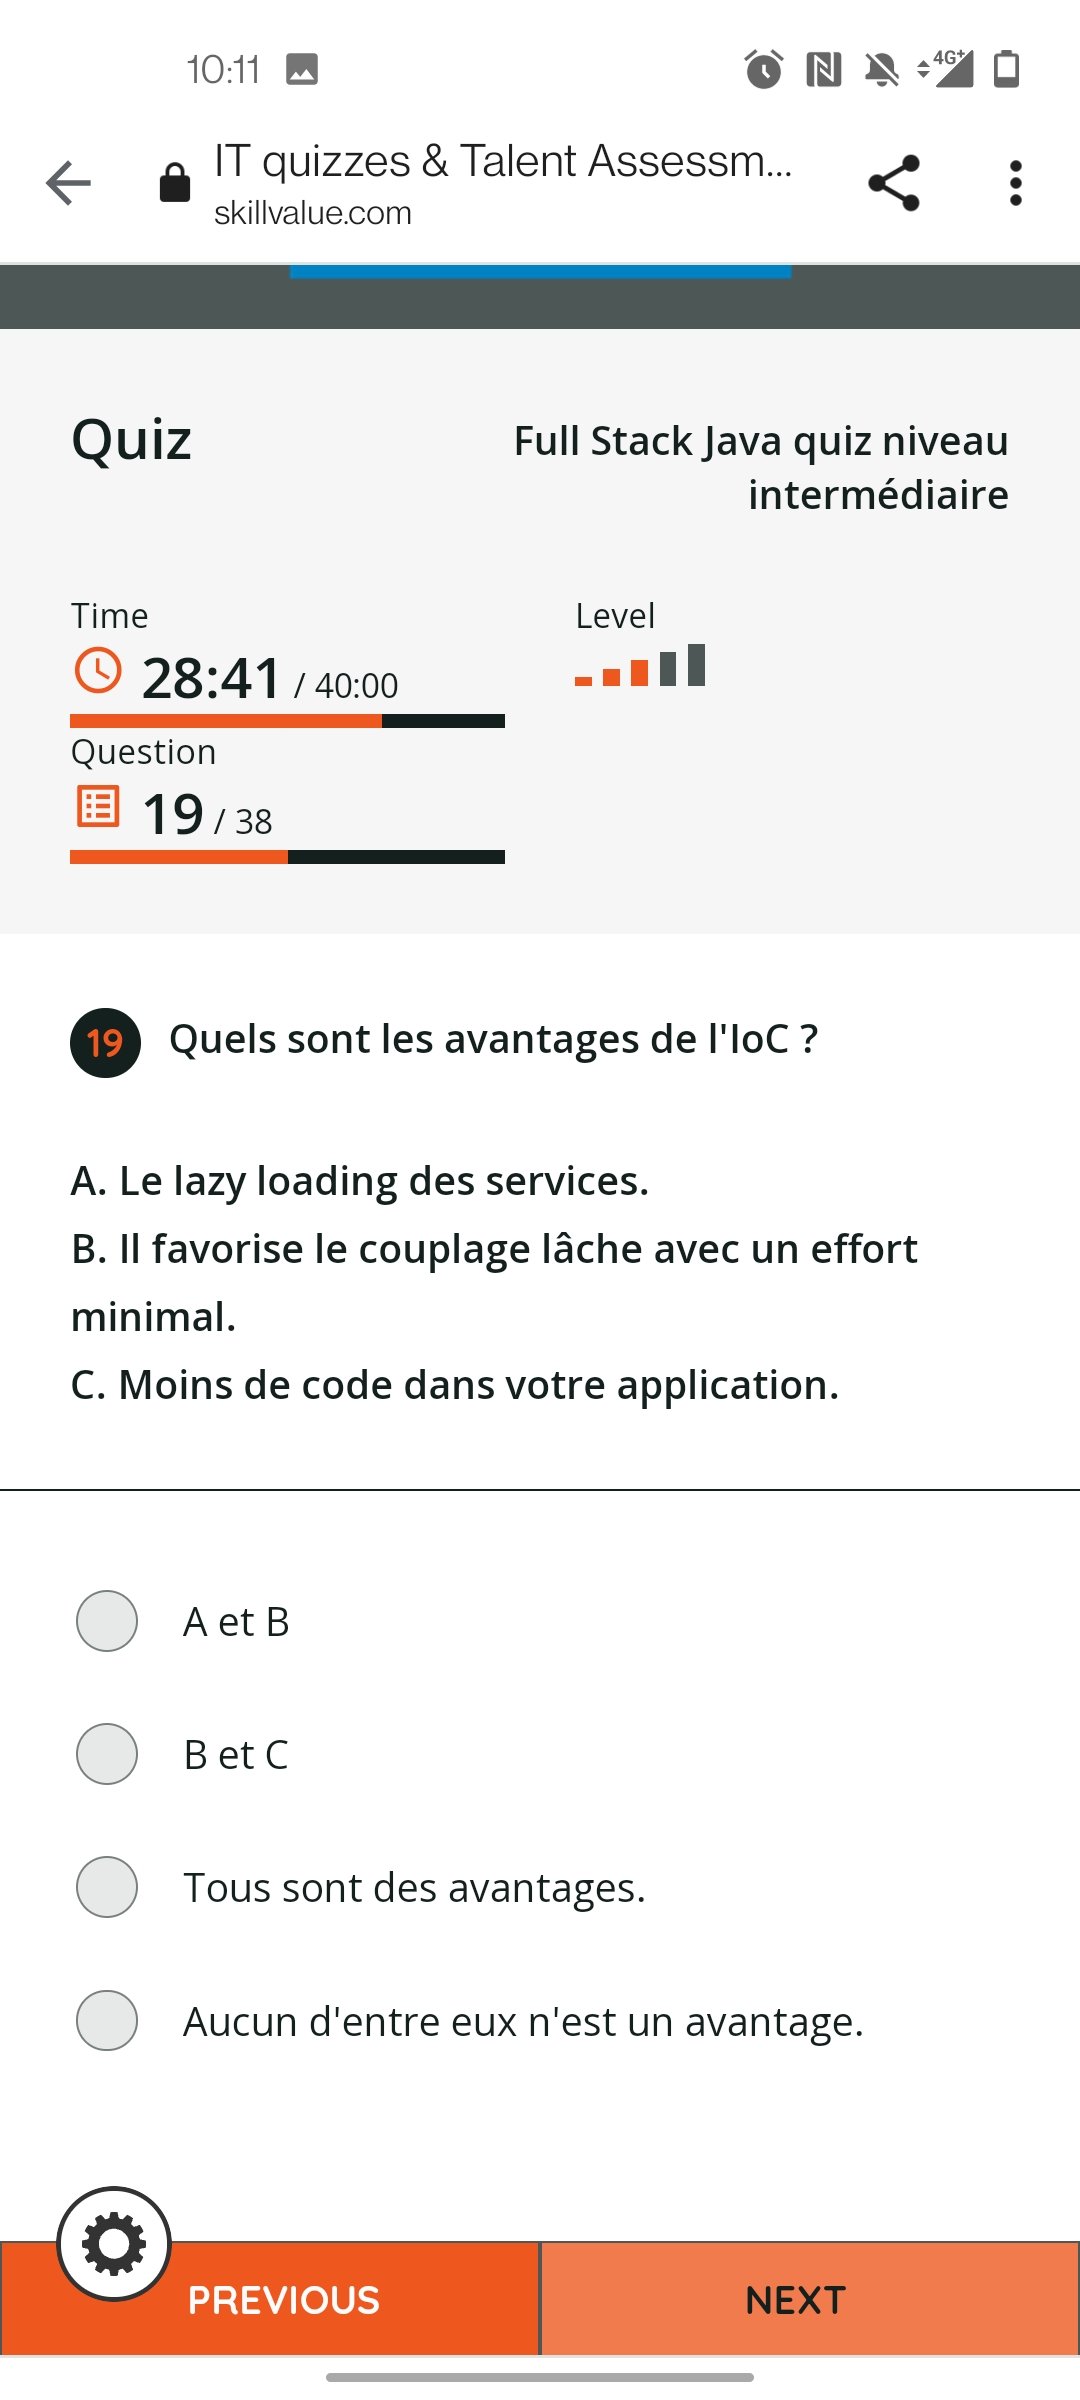 10:11
4G+
IT quizzes & Talent Assessm...
skillvalue.com
Quiz
Full Stack Java quiz niveau
intermédiaire
Time
Level
28:41 / 40:00
Question
19 / 38
19 Quels sont les avantages de l'IoC ?
A. Le lazy loading des services.
B. Il favorise le couplage lâche avec un effort
minimal.
C. Moins de code dans votre application.
A et B
B et C
Tous sont des avantages.
Aucun d'entre eux n'est un avantage.
PREVIOUS
NEXT